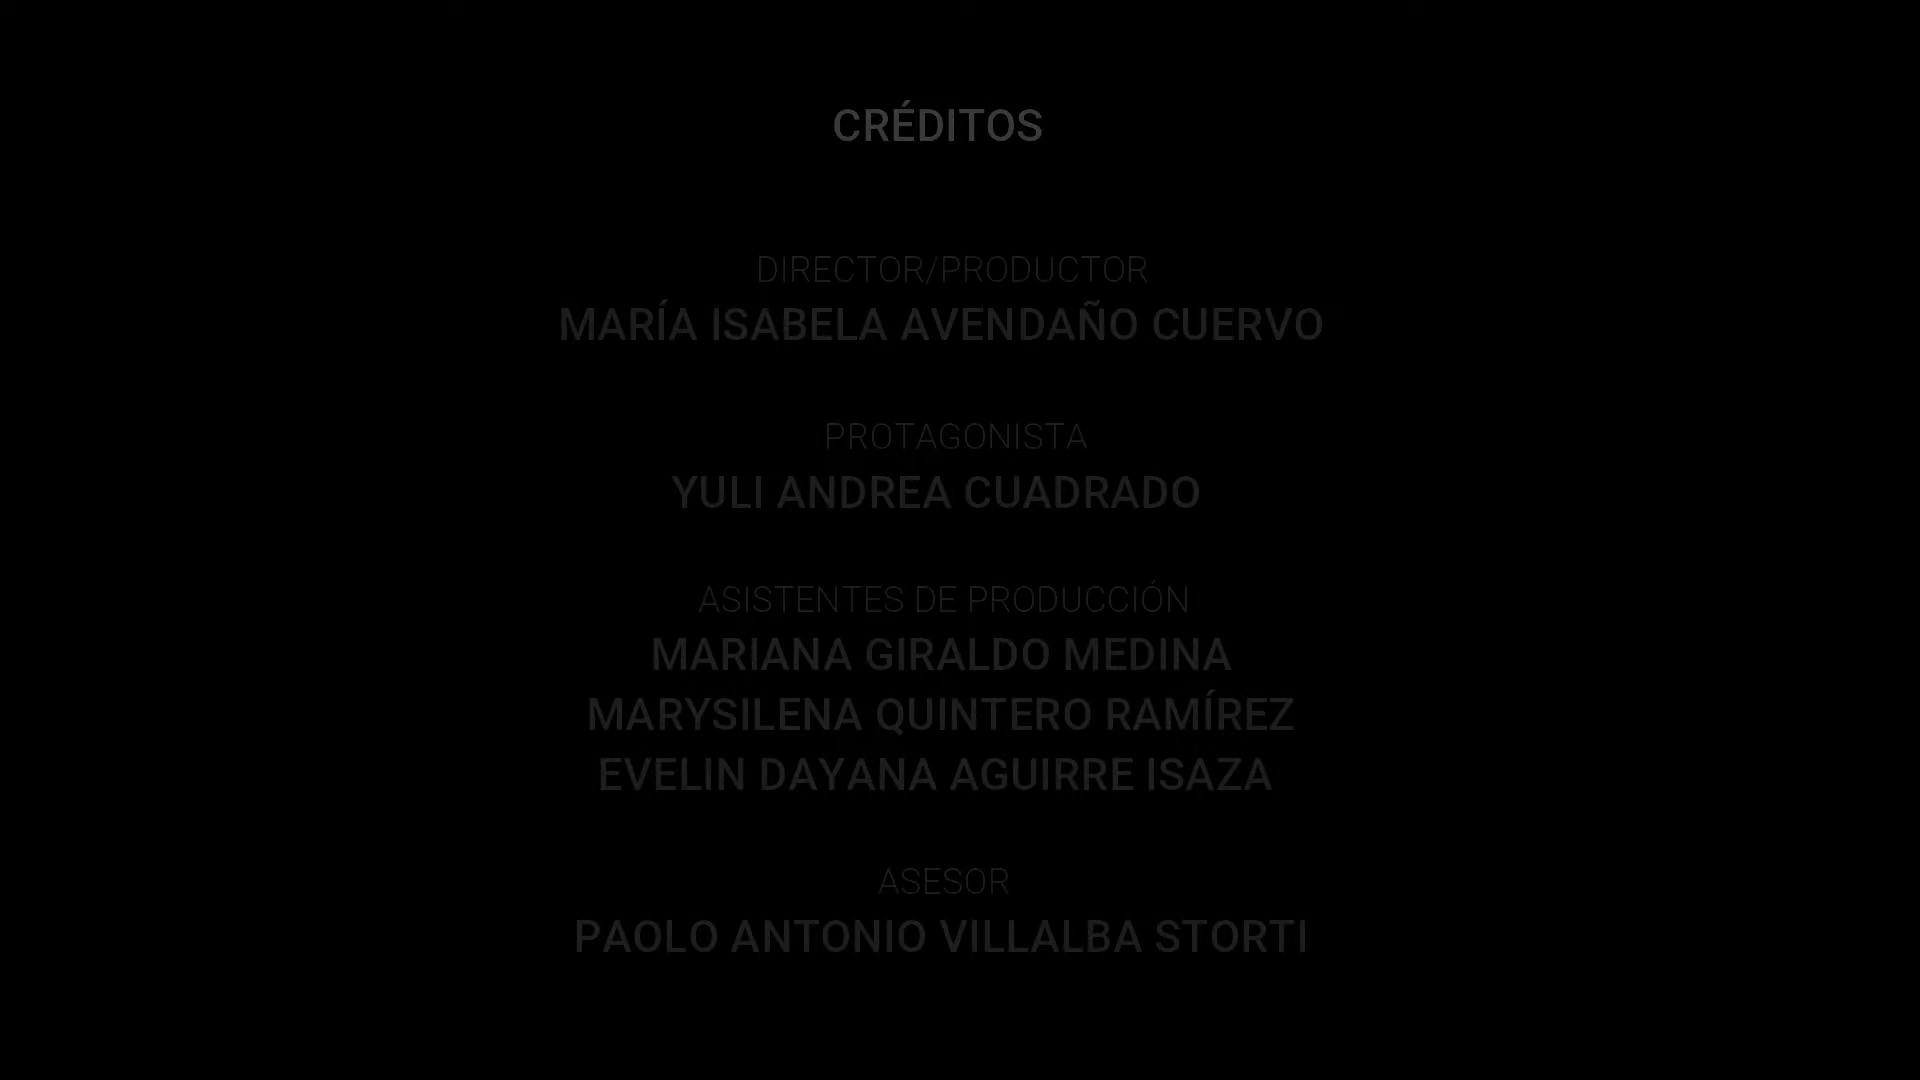 CRÉDITOS
DIRECTOR/PRODUCTOR
MARÍA ISABELA AVENDAÑO CUERVO
PROTAGONISTA
YULI ANDREA CUADRADO
ASISTENTES DE PRODUCCIÓN
MARIANA GIRALDO MEDINA
MARYSILENA QUINTERO RAMÍREZ
EVELIN DAYANA AGUIRRE ISAZA
ASESOR
PAOLO ANTONIO VILLALBA STORTI